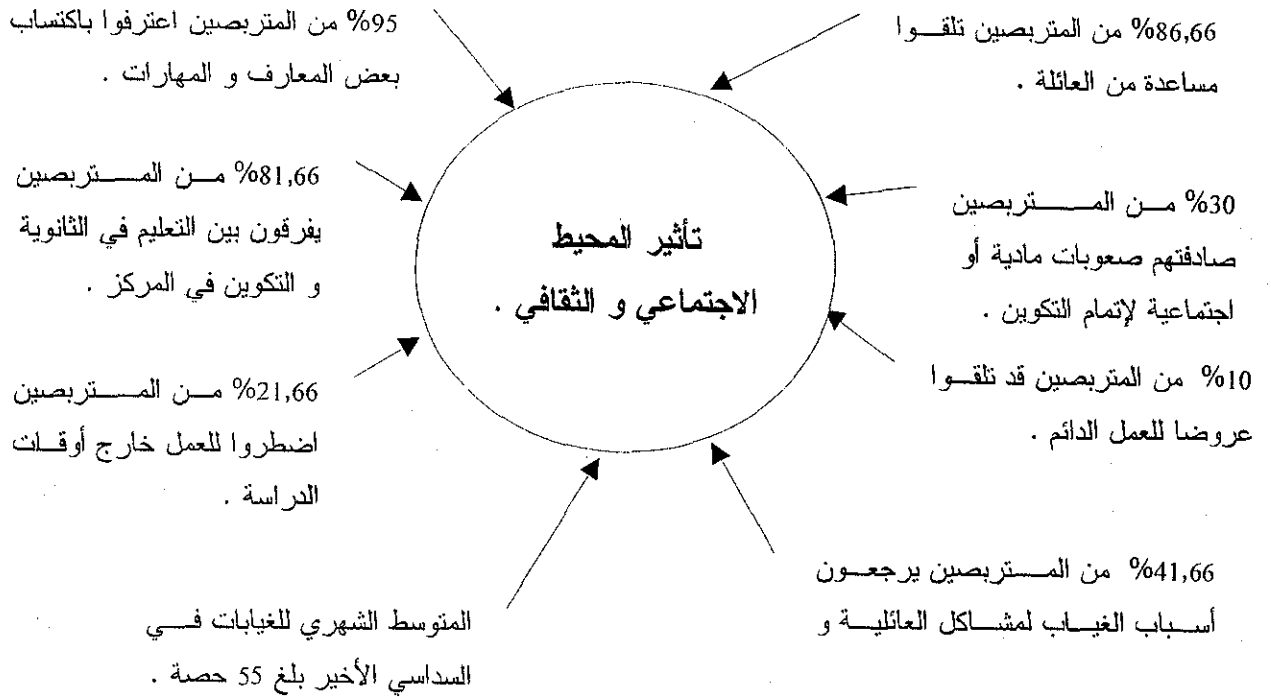 %86,66 من المتربصين تلقوا
مساعدة من العائلة .
%95 من المتربصين اعترفوا باكتساب
بعض المعارف و المهارات .
%30 من المتربصين
صادفتهم صعوبات مادية أو
اجتماعية لإتمام التكوين .
%81,66 من المتربصين
يفرقون بين التعليم في الثانوية
و التكوين في المركز .
تأثير المحيط
الاجتماعي و الثقافي .
%10 من المتربصين قد تلقوا
عروضا للعمل الدائم .
%21,66 من المتربصين
اضطروا للعمل خارج أوقات
الدراسة .
%41,66 من المتربصين يرجعون
أسباب الغياب لمشاكل العائلية و
المتوسط الشهري للغيابات في
السداسي الأخير بلغ 55 حصة .